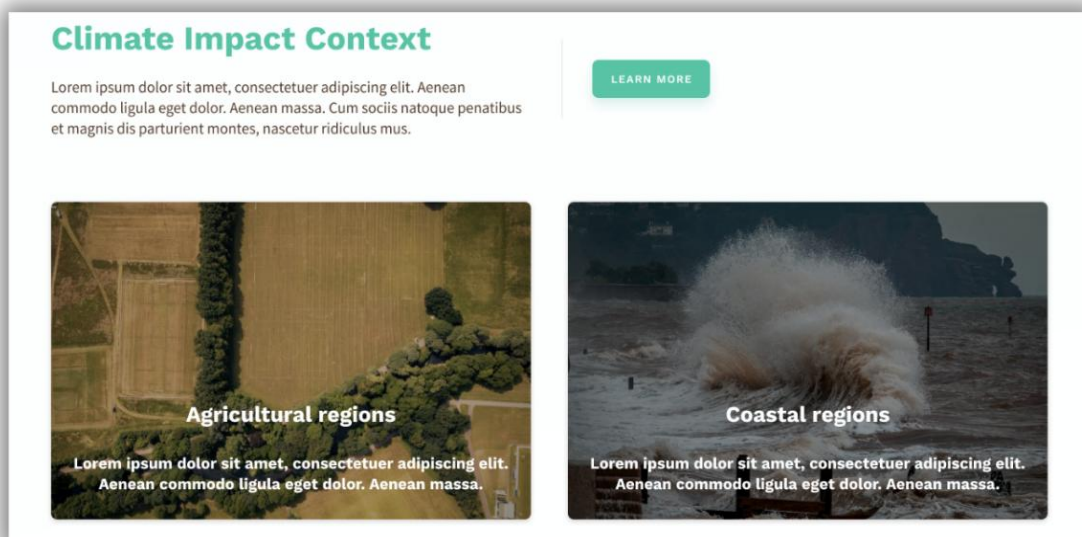 Climate Impact Context
Lorem ipsum dolor sit amet, consectetuer adipiscing elit. Aenean
commodo ligula eget dolor. Aenean massa. Cum sociis natoque penatibus
et magnis dis parturient montes, nascetur ridiculus mus.
LEARN MORE
Agricultural regions
Lorem ipsum dolor sit amet, consectetuer adipiscing elit.
Aenean commodo ligula eget dolor. Aenean massa.
Coastal regions
Lorem ipsum dolor sit amet, consectetuer adipiscing elit.
Aenean commodo ligula eget dolor. Aenean massa.